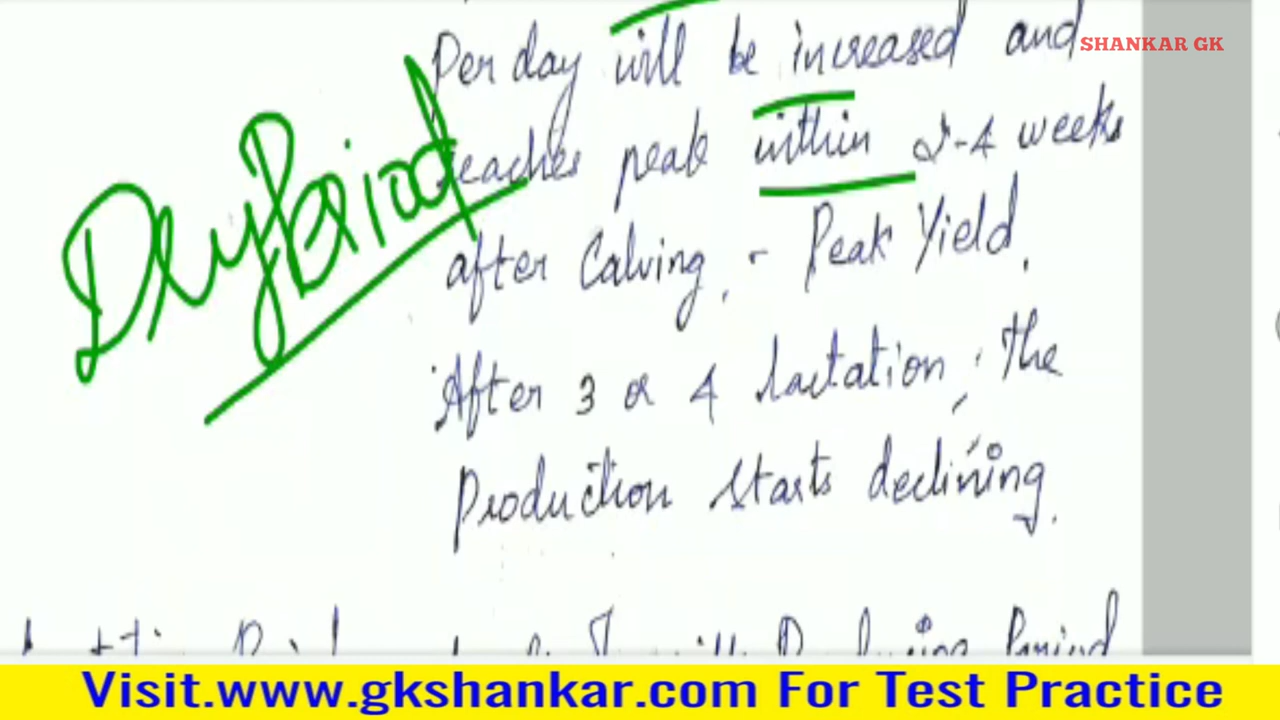 Per day will be increased and
SHANKAR GK
reaches peak within 2-4 weeks
Dry Period
after Calving, - Peak Yield.
After 3 or 4 lactation, the
Production starts declining.
Period
Visit.www.gkshankar.com For Test Practice